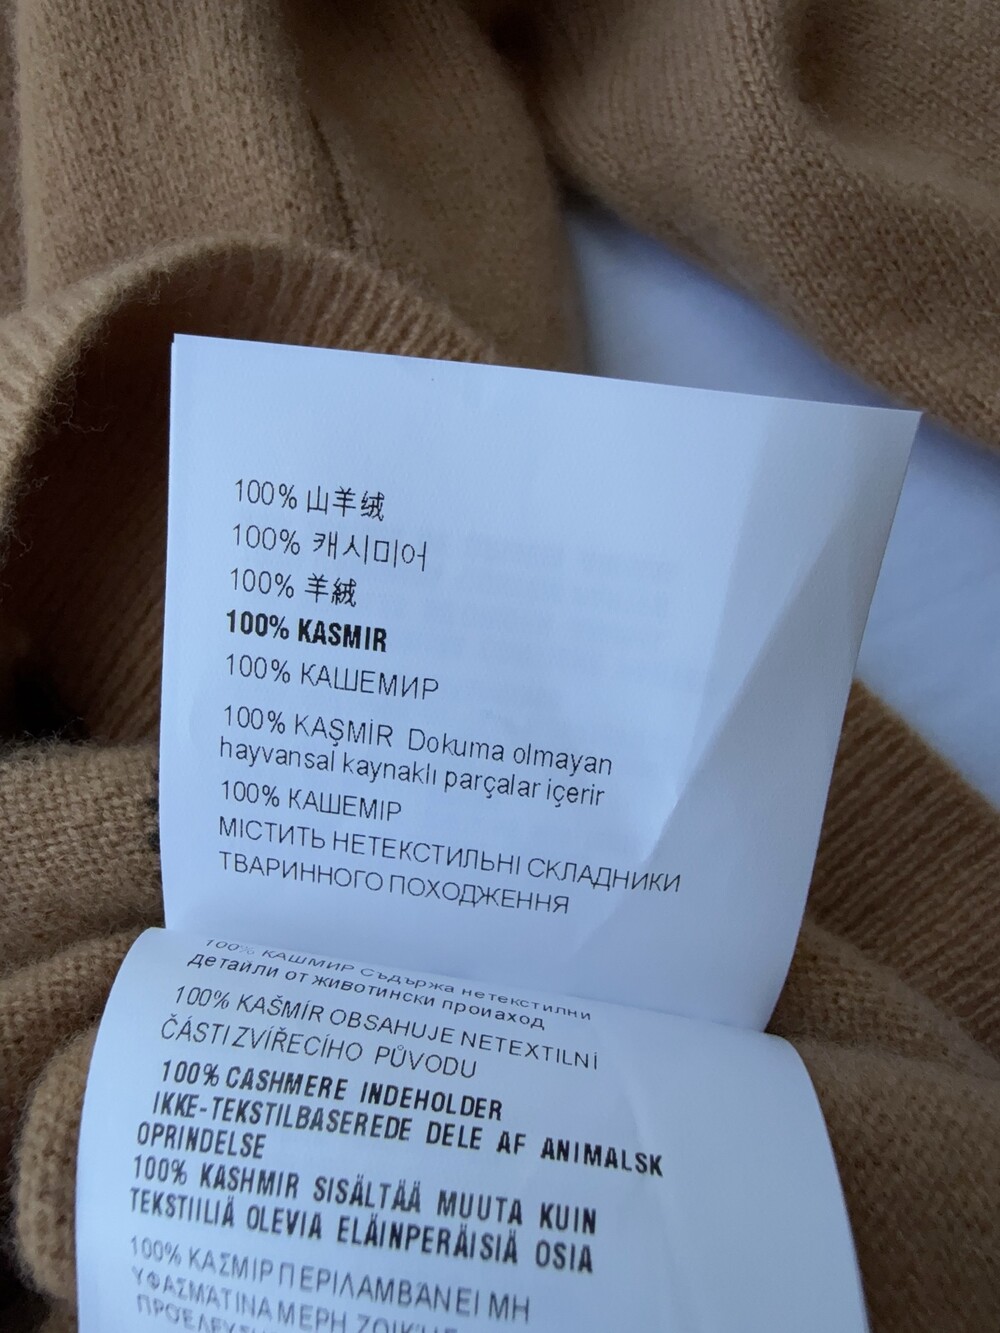 100% 山羊绒
100% 캐시미어
100% 羊絨
100% KASMIR
100% КАШЕМИР
100% KAŞMİR Dokuma olmayan
hayvansal kaynaklı parçalar içerir
100% КАШЕМІР
МІСТИТЬ НЕТЕКСТИЛЬНІ СКЛАДНИКИ
ТВАРИННОГО ПОХОДЖЕННЯ
100% КАШМИР Съдържа нетекстилни
детайли от животински произход
100% KAŠMÍR OBSAHUJE NETEXTILNÍ
ČÁSTI ZVÍŘECÍHO PŮVODU
100% CASHMERE INDEHOLDER
IKKE-TEKSTILBASEREDE DELE AF ANIMALSK
OPRINDELSE
100% KASHMIR SISÄLTÄÄ MUUTA KUIN
TEKSTIILIÄ OLEVIA ELÄINPERÄISIÄ OSIA
100% ΚΑΣΜΙΡ ΠΕΡΙΛΑΜΒΆΝΕΙ ΜΗ
ΥΦΑΣΜΆΤΙΝΑ ΜΕΡΗ